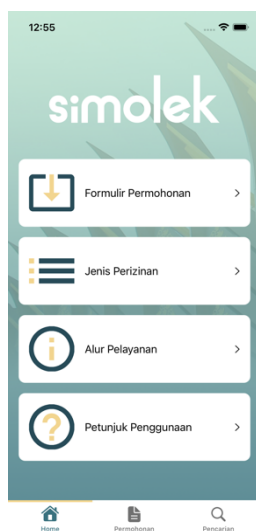 12:55
simolek
Formulir Permohonan
Jenis Perizinan
Alur Pelayanan
Petunjuk Penggunaan
Home
Permohonan
Pencarian